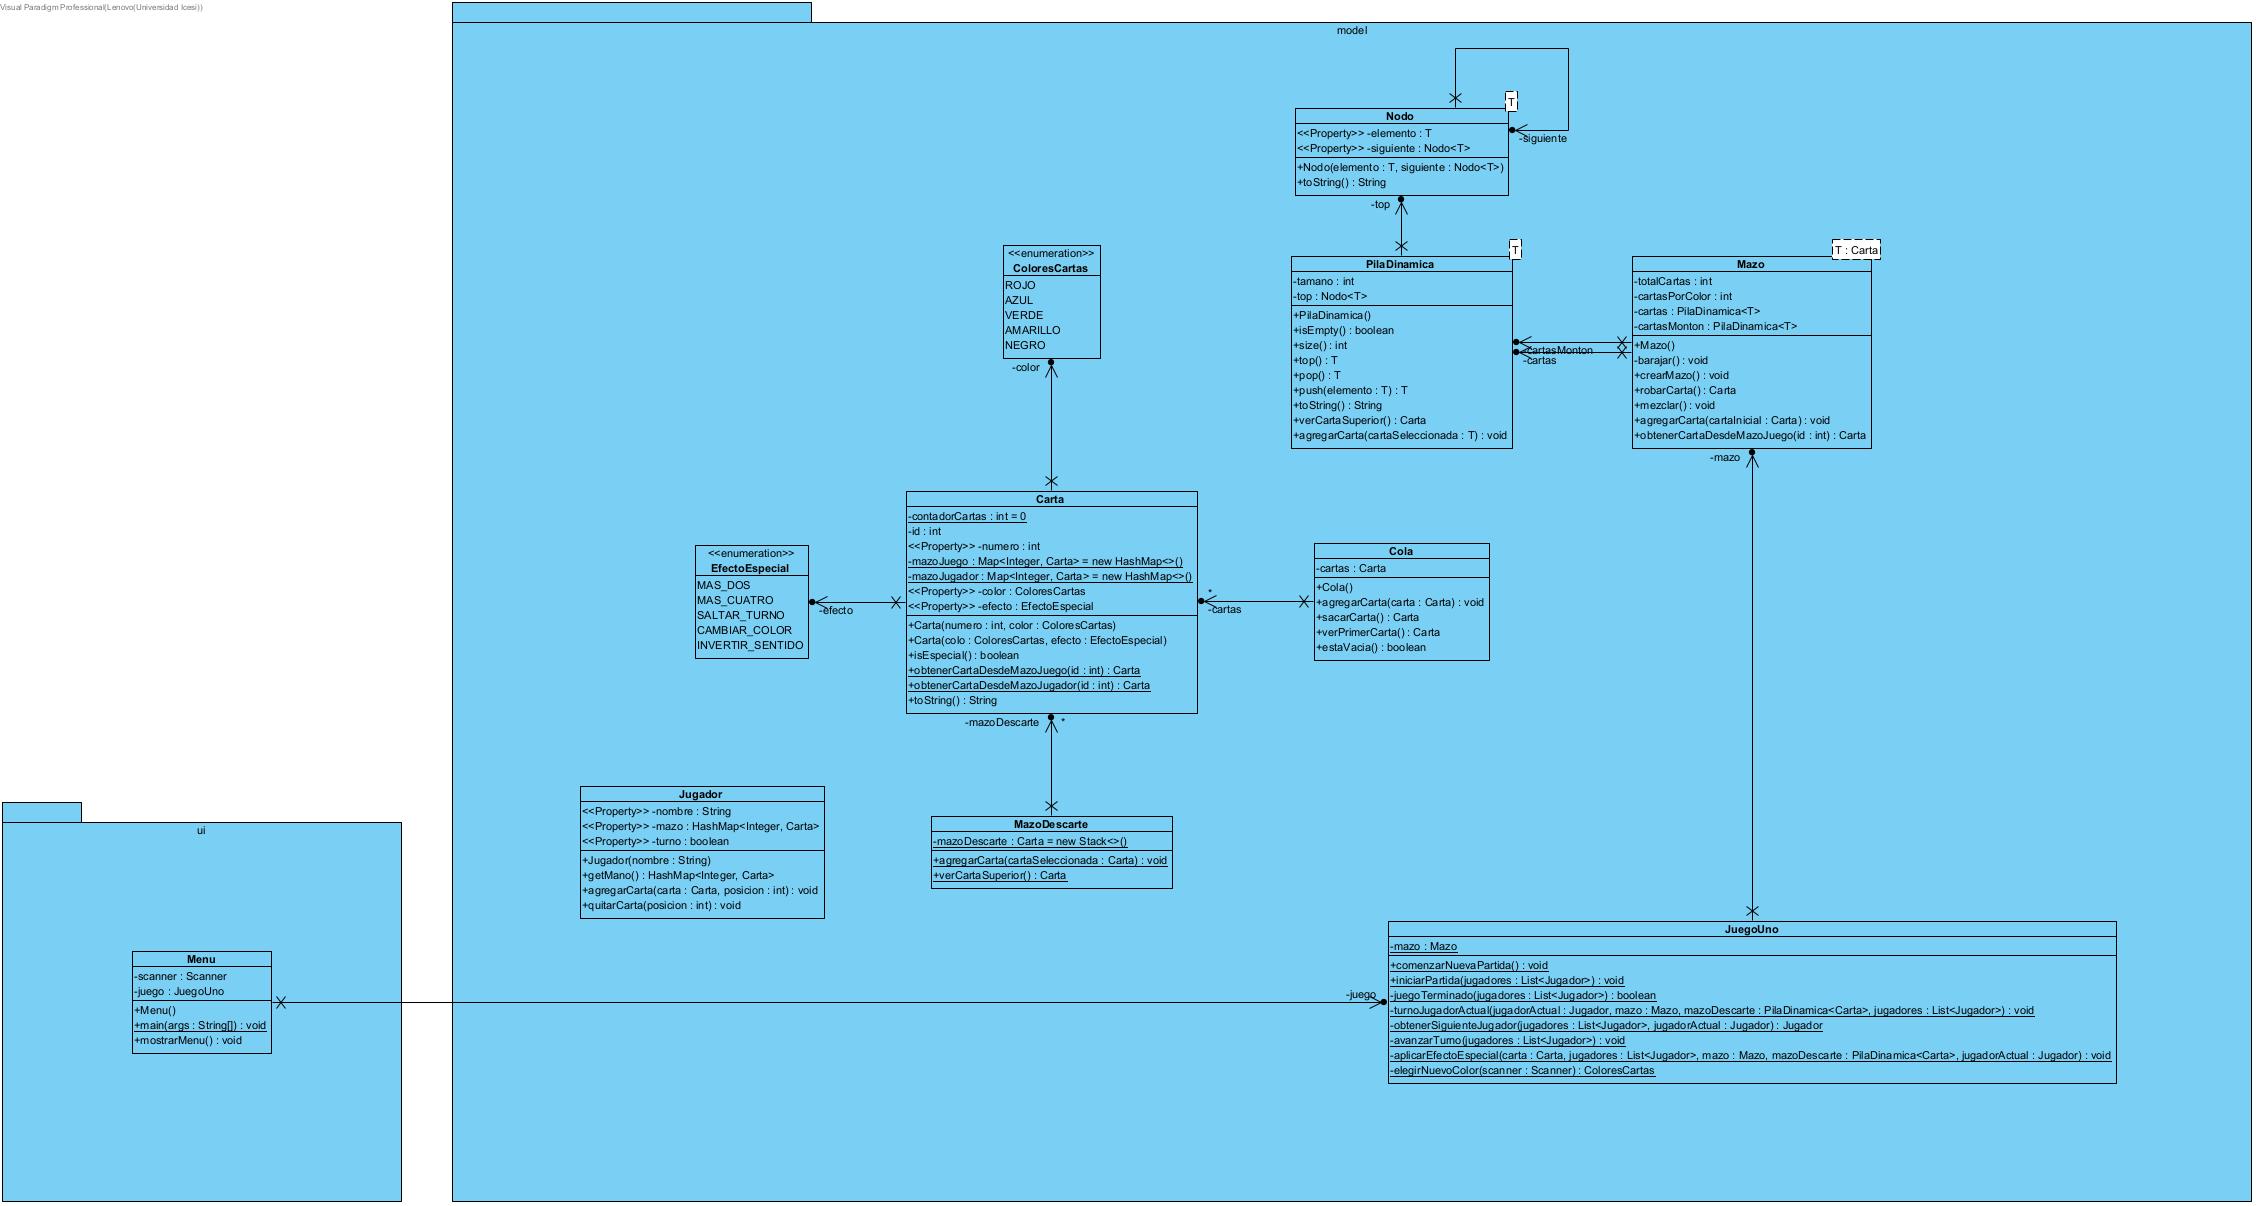 Visual Paradigm Professional(Lenovo(Universidad Icesi))
model
T
Nodo
<<Property>> -elemento : T
<<Property>> -siguiente : Nodo<T>
+Nodo(elemento : T, siguiente : Nodo<T>)
+toString() : String
-siguiente
-top
<<enumeration>>
ColoresCartas
ROJO
AZUL
VERDE
AMARILLO
NEGRO
-color
T
PilaDinamica
-tamano : int
-top : Nodo<T>
+PilaDinamica()
+isEmpty() : boolean
+size() : int
+top() : T
+pop() : T
+push(elemento : T) : T
+toString() : String
+verCartaSuperior() : Carta
+agregarCarta(cartaSeleccionada : T) : void
-cartasMonton
-cartas
T : Carta
Mazo
-totalCartas : int
-cartasPorColor : int
-cartas : PilaDinamica<T>
-cartasMonton : PilaDinamica<T>
+Mazo()
-barajar() : void
+crearMazo() : void
+robarCarta() : Carta
+mezclar() : void
+agregarCarta(cartaInicial : Carta) : void
+obtenerCartaDesdeMazoJuego(id : int) : Carta
-mazo
<<enumeration>>
EfectoEspecial
MAS_DOS
MAS_CUATRO
SALTAR_TURNO
CAMBIAR_COLOR
INVERTIR_SENTIDO
-efecto
Carta
-contadorCartas : int = 0
-id : int
<<Property>> -numero : int
-mazoJuego : Map<Integer, Carta> = new HashMap<>()
-mazoJugador : Map<Integer, Carta> = new HashMap<>()
<<Property>> -color : ColoresCartas
<<Property>> -efecto : EfectoEspecial
+Carta(numero : int, color : ColoresCartas)
+Carta(colo : ColoresCartas, efecto : EfectoEspecial)
+isEspecial() : boolean
+obtenerCartaDesdeMazoJuego(id : int) : Carta
+obtenerCartaDesdeMazoJugador(id : int) : Carta
+toString() : String
*
-cartas
Cola
-cartas : Carta
+Cola()
+agregarCarta(carta : Carta) : void
+sacarCarta() : Carta
+verPrimerCarta() : Carta
+estaVacia() : boolean
-mazoDescarte
*
Jugador
<<Property>> -nombre : String
<<Property>> -mazo : HashMap<Integer, Carta>
<<Property>> -turno : boolean
+Jugador(nombre : String)
+getMano() : HashMap<Integer, Carta>
+agregarCarta(carta : Carta, posicion : int) : void
+quitarCarta(posicion : int) : void
MazoDescarte
-mazoDescarte : Carta = new Stack<>()
+agregarCarta(cartaSeleccionada : Carta) : void
+verCartaSuperior() : Carta
ui
Menu
-scanner : Scanner
-juego : JuegoUno
+Menu()
+main(args : String[]) : void
+mostrarMenu() : void
-juego
JuegoUno
-mazo : Mazo
+comenzarNuevaPartida() : void
+iniciarPartida(jugadores : List<Jugador>) : void
-juegoTerminado(jugadores : List<Jugador>) : boolean
-turnoJugadorActual(jugadorActual : Jugador, mazo : Mazo, mazoDescarte : PilaDinamica<Carta>, jugadores : List<Jugador>) : void
-obtenerSiguienteJugador(jugadores : List<Jugador>, jugadorActual : Jugador) : Jugador
-avanzarTurno(jugadores : List<Jugador>) : void
-aplicarEfectoEspecial(carta : Carta, jugadores : List<Jugador>, mazo : Mazo, mazoDescarte : PilaDinamica<Carta>, jugadorActual : Jugador) : void
-elegirNuevoColor(scanner : Scanner) : ColoresCartas